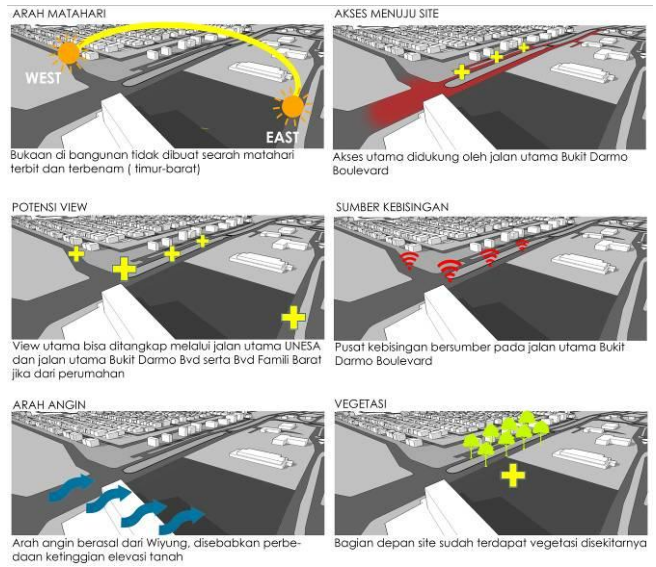 ARAH MATAHARI
WEST
EAST
Bukaan di bangunan tidak dibuat searah matahari
terbit dan terbenam ( timur-barat)
AKSES MENUJU SITE
Akses utama didukung oleh jalan utama Bukit Darmo
Boulevard
POTENSI VIEW
View utama bisa ditangkap melalui jalan utama UNESA
dan jalan utama Bukit Darmo Bvd serta Bvd Famili Barat
jika dari perumahan
SUMBER KEBISINGAN
Pusat kebisingan bersumber pada jalan utama Bukit
Darmo Boulevard
ARAH ANGIN
Arah angin berasal dari Wiyung, disebabkan perbe-
daan ketinggian elevasi tanah
VEGETASI
Bagian depan site sudah terdapat vegetasi disekitarnya